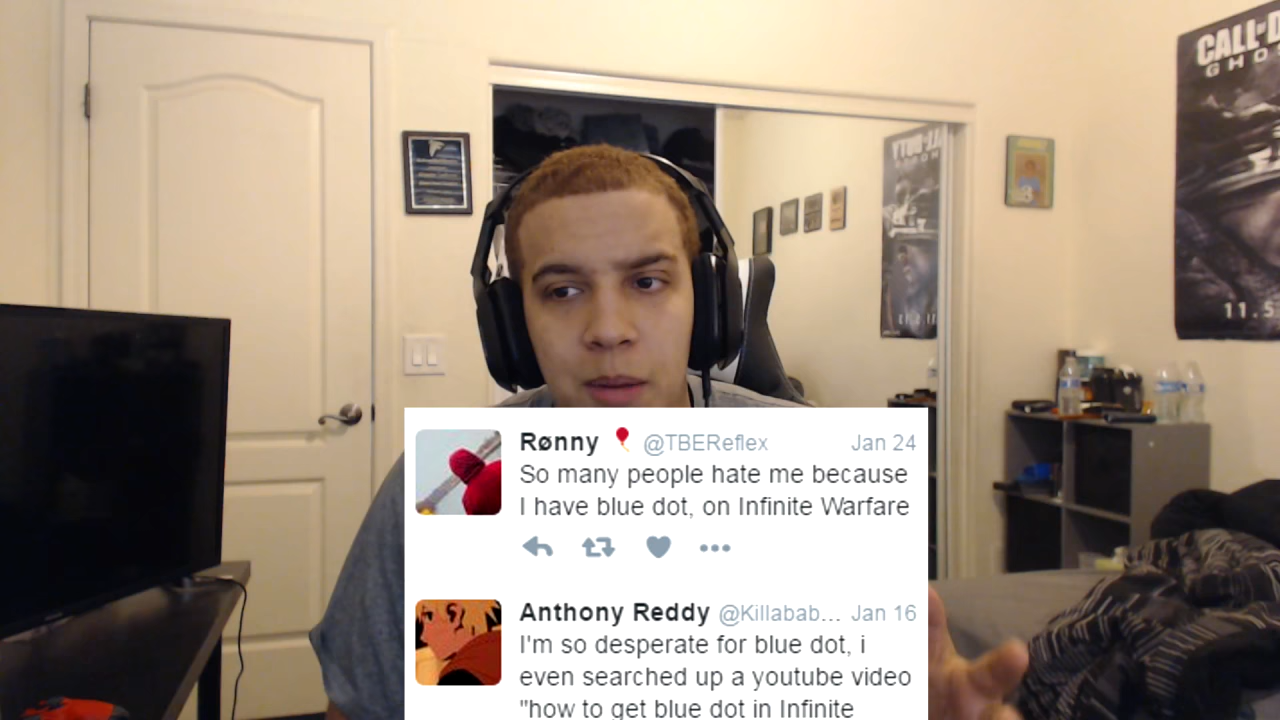 CALL OF D
GHOS
11.5
Rønny 🎈 @TBEReflex Jan 24
So many people hate me because
I have blue dot, on Infinite Warfare
Anthony Reddy @Killabab... Jan 16
I'm so desperate for blue dot, i
even searched up a youtube video
"how to get blue dot in Infinite